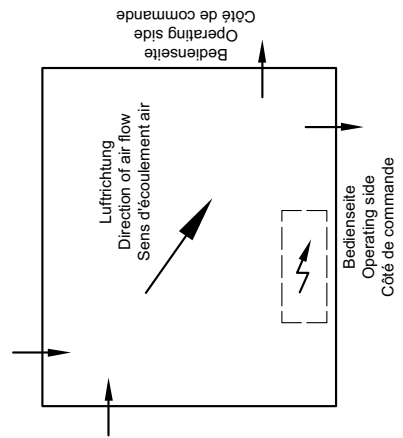 Bedienseite
Operating side
Côté de commande
Luftrichtung
Direction of air flow
Sens d'écoulement air
Bedienseite
Operating side
Côté de commande